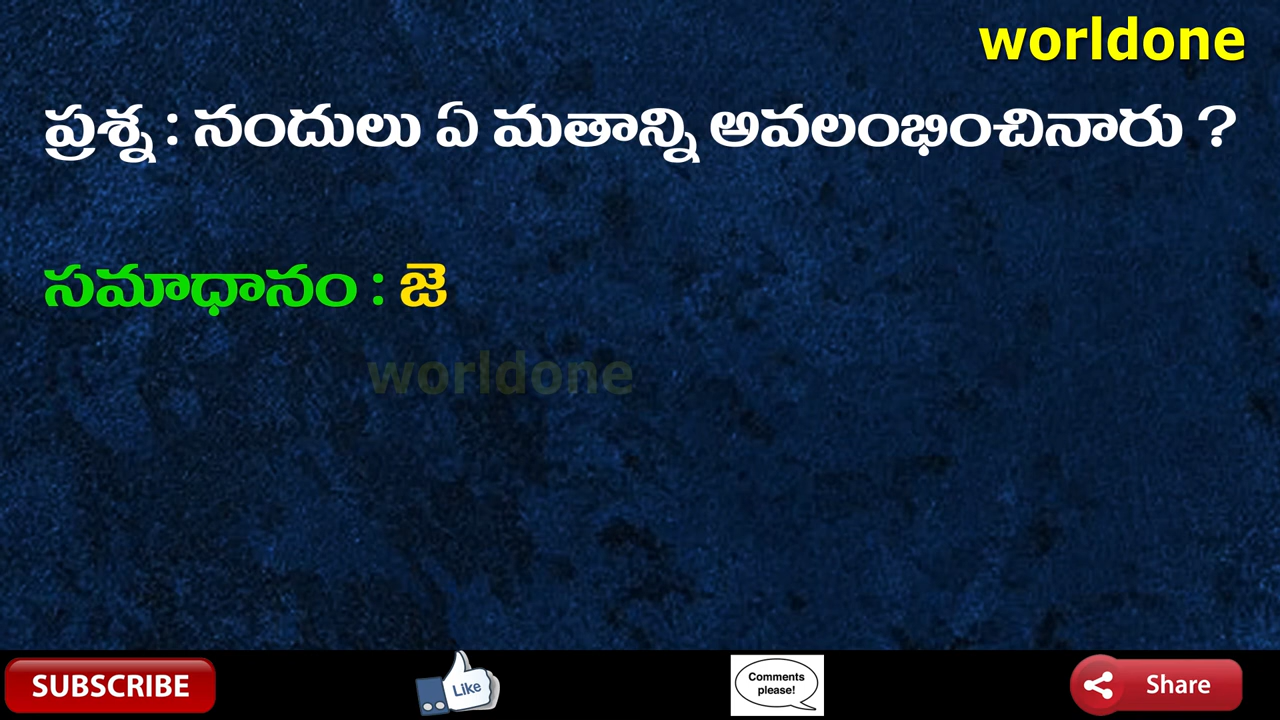 worldone
ప్రశ్న : నందులు ఏ మతాన్ని అవలంభించినారు ?
సమాధానం : జె
worldone
SUBSCRIBE
Like
Comments
please!
Share